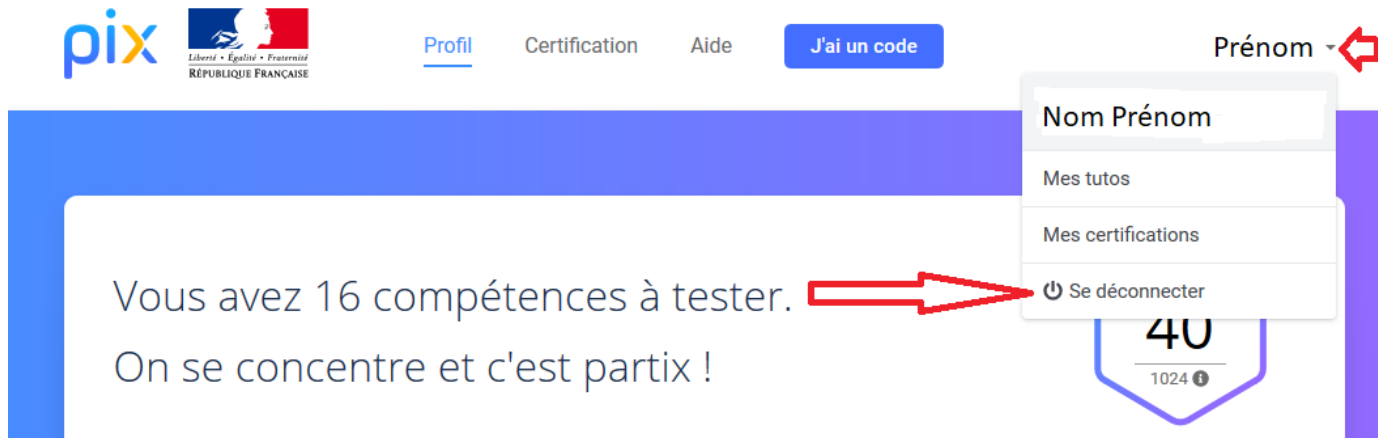 pix
Liberté • Égalité • Fraternité
RÉPUBLIQUE FRANÇAISE
Profil
Certification
Aide
J'ai un code
Prénom
Nom Prénom
Mes tutos
Mes certifications
Se déconnecter
Vous avez 16 compétences à tester.
On se concentre et c'est partix !
40
1024